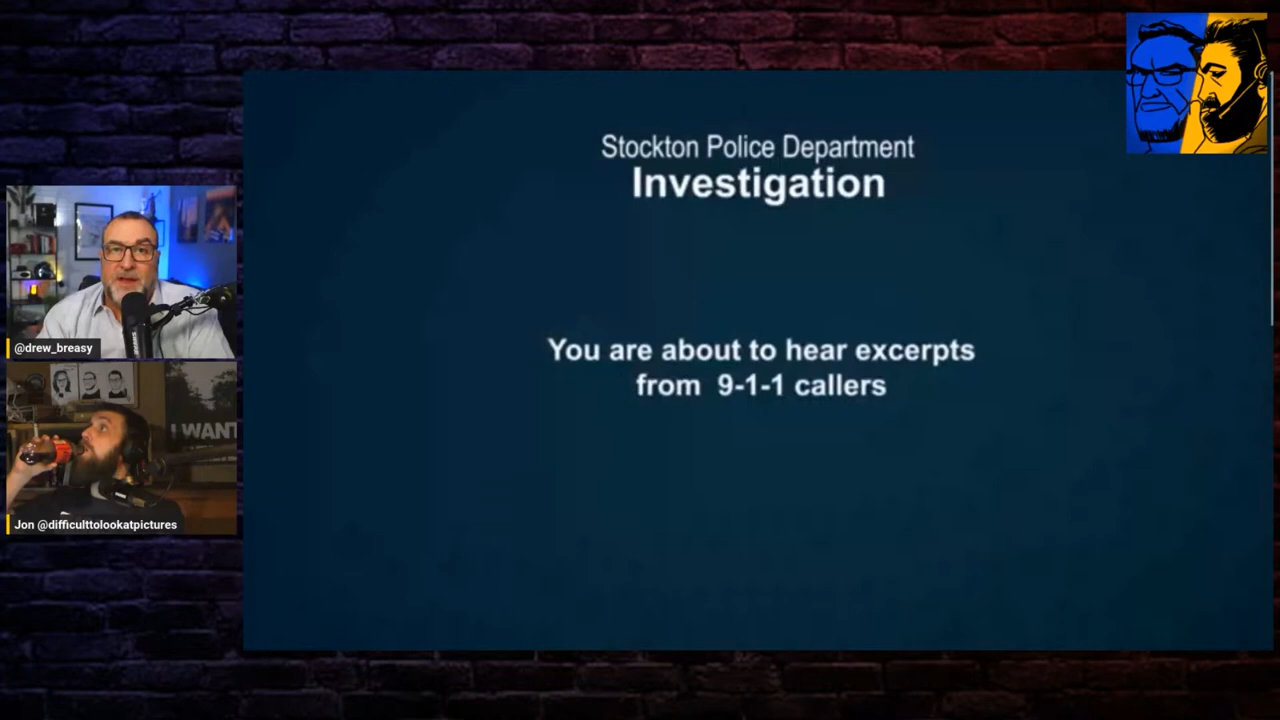 Stockton Police Department
Investigation
You are about to hear excerpts
from 9-1-1 callers
@drew_breasy
I WANT
Jon @difficulttolookatpictures